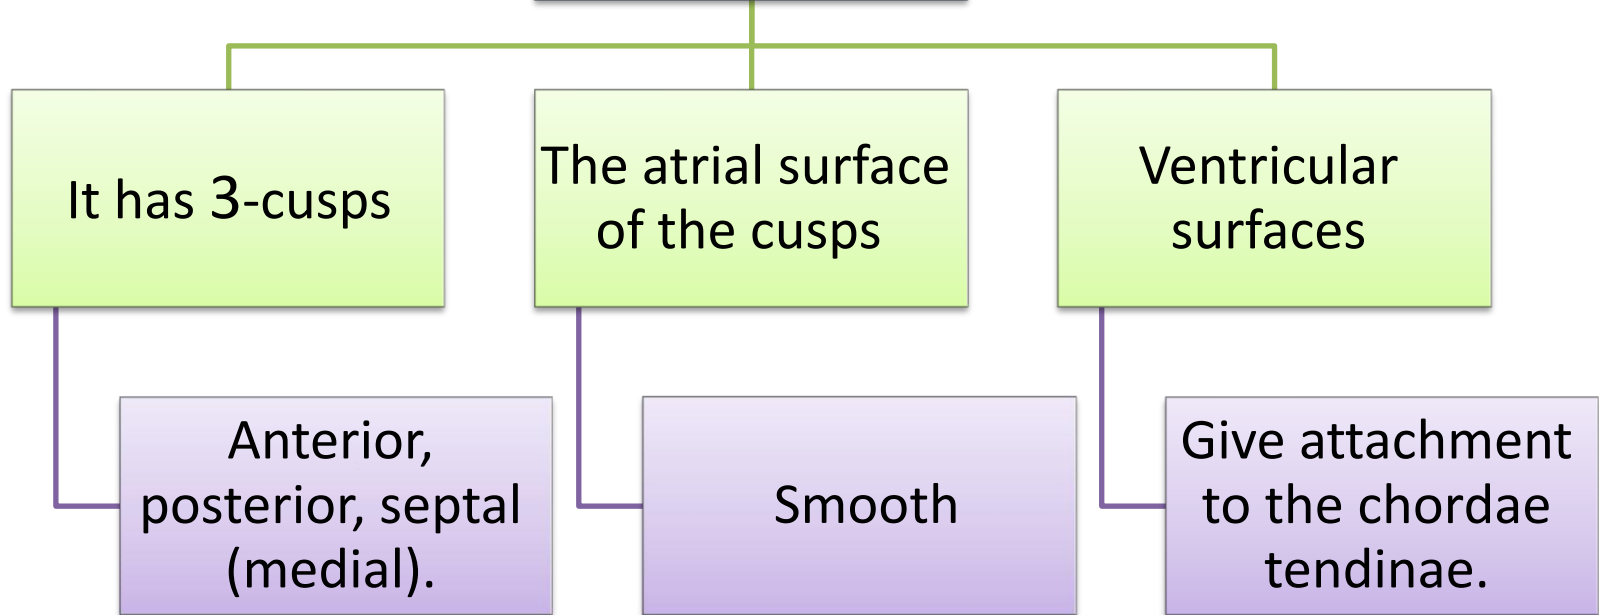 It has 3-cusps
The atrial surface
of the cusps
Ventricular
surfaces
Anterior,
posterior, septal
(medial).
Smooth
Give attachment
to the chordae
tendinae.